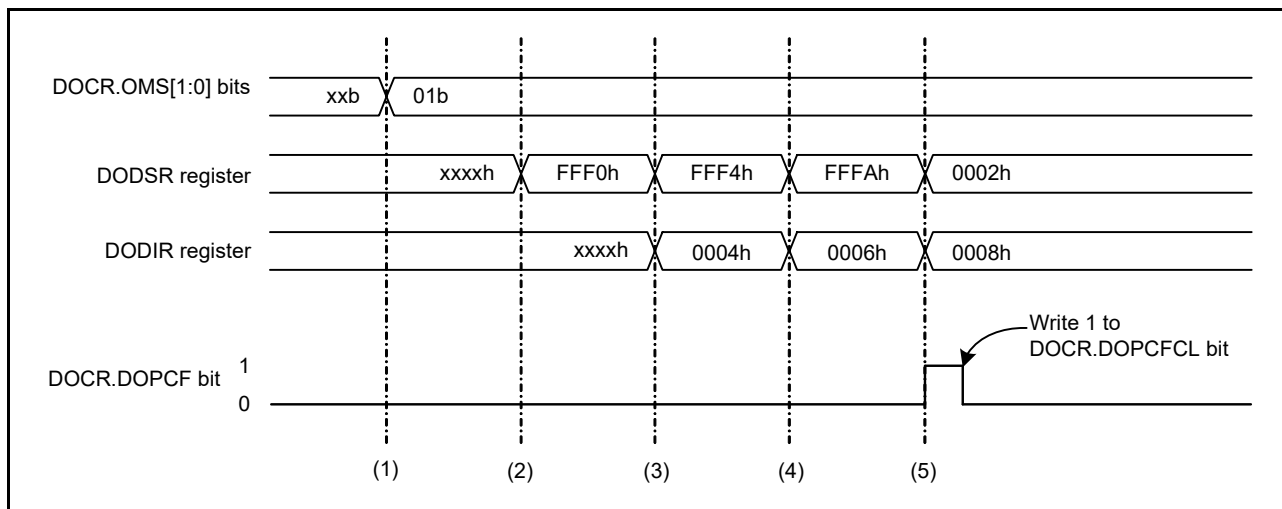 DOCR.OMS[1:0] bits xxb 01b
DODSR register xxxxh FFF0h FFF4h FFFAh 0002h
DODIR register xxxxh 0004h 0006h 0008h
Write 1 to
DOCR.DOPCFCL bit
1
DOCR.DOPCF bit
0
(1) (2) (3) (4) (5)